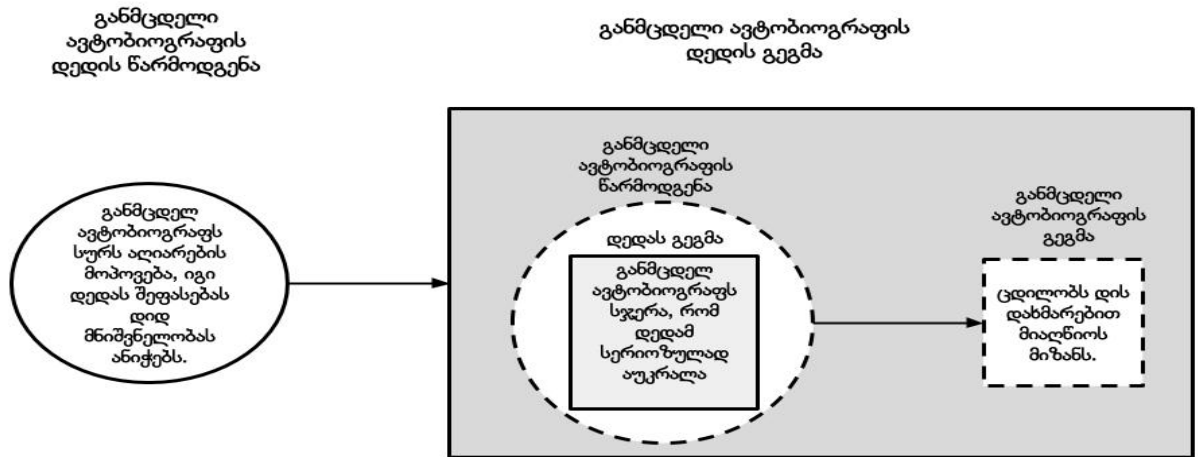 განმცდელი
ავტობიოგრაფის
დედის წარმოდგენა
განმცდელი ავტობიოგრაფის
დედის გეგმა
განმცდელ
ავტობიოგრაფს
სურს აღიარების
მოპოვება, იგი
დედას შეფასებას
დიდ
მნიშვნელობას
ანიჭებს.
განმცდელი
ავტობიოგრაფის
წარმოდგენა
დედას გეგმა
განმცდელ
ავტობიოგრაფს
სჯერა, რომ
დედამ
სერიოზულად
აუკრალა
განმცდელი
ავტობიოგრაფის
გეგმა
ცდილობს დის
დახმარებით
მიაღწიოს
მიზანს.